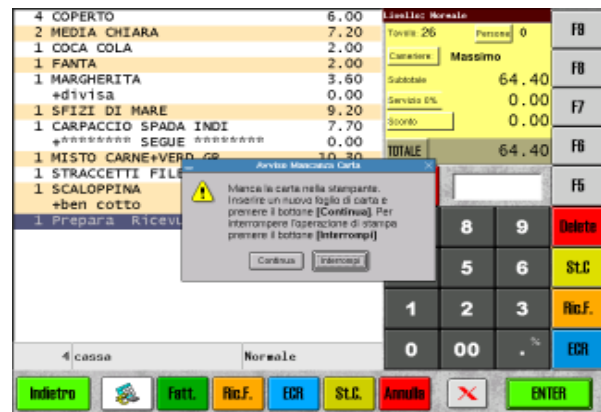 4 COPERTO 6.00
2 MEDIA CHIARA 7.20
1 COCA COLA 2.00
1 FANTA 2.00
1 MARGHERITA 3.60
+divisa 0.00
1 SFIZI DI MARE 9.20
1 CARPACCIO SPADA INDI 7.70
+******** SEGUE ******** 0.00
1 MISTO CARNE+VERD GR 10.30
1 STRACCETTI FILE
1 SCALOPPINA
+ben cotto
1 Prepara Ricevu
4 cassa Normale
Livello: Normale
Tavolo: 26 Persone 0
Cameriere Massimo
Subtotale 64.40
Servizio 0% 0.00
Sconto 0.00
TOTALE 64.40
Avviso Mancanza Carta
Manca la carta nella stampante.
Inserire un nuovo foglio di carta e
premere il bottone [Continua]. Per
interrompere l'operazione di stampa
premere il bottone [Interrompi]
Continua Interrompi
8 9
5 6
1 2 3
0 00 . %
F9
F8
F7
F6
F5
Delete
St.C
Ric.F.
ECR
Indietro Fatt. Ric.F. ECR St.C. Annulla ENTER